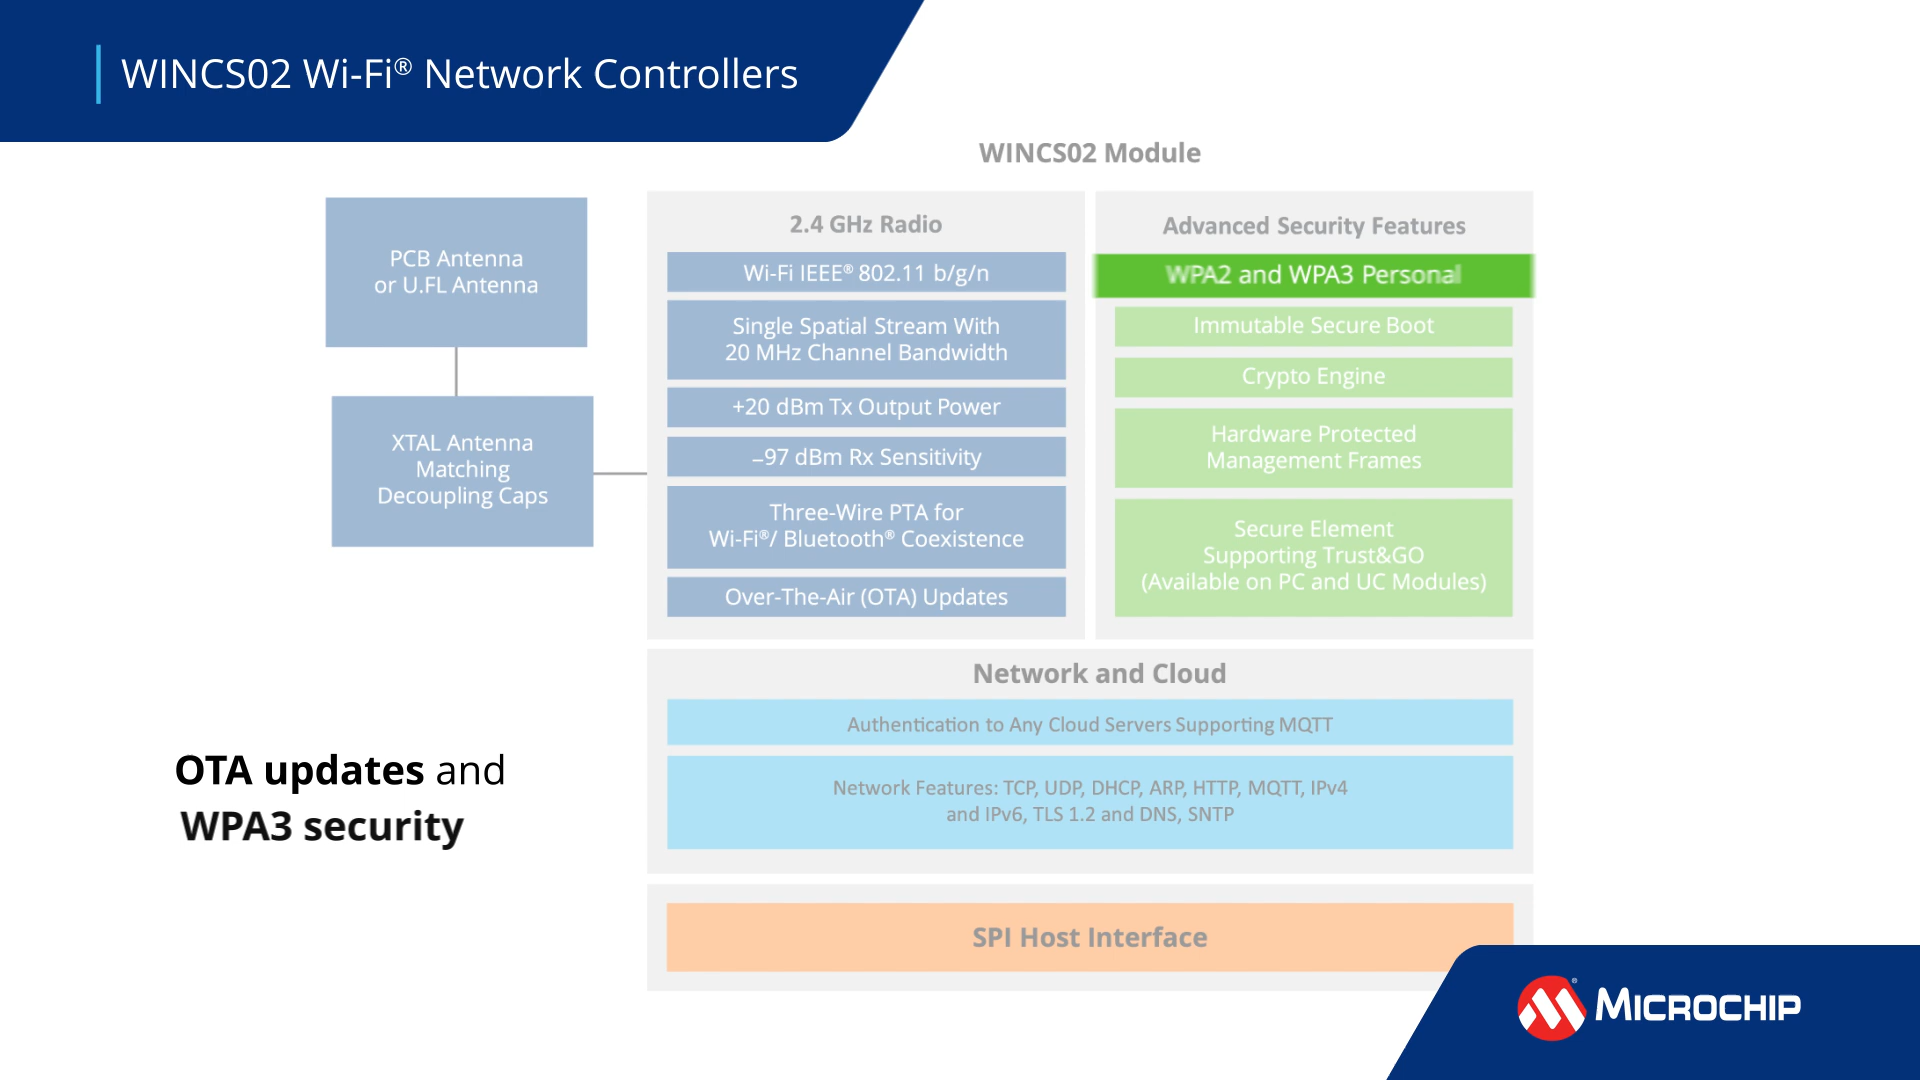 WINCS02 Wi-Fi® Network Controllers
WINCS02 Module
PCB Antenna
or U.FL Antenna
XTAL Antenna
Matching
Decoupling Caps
2.4 GHz Radio
Wi-Fi IEEE® 802.11 b/g/n
Single Spatial Stream With
20 MHz Channel Bandwidth
+20 dBm Tx Output Power
–97 dBm Rx Sensitivity
Three-Wire PTA for
Wi-Fi®/ Bluetooth® Coexistence
Over-The-Air (OTA) Updates
Advanced Security Features
WPA2 and WPA3 Personal
Immutable Secure Boot
Crypto Engine
Hardware Protected
Management Frames
Secure Element
Supporting Trust&GO
(Available on PC and UC Modules)
Network and Cloud
Authentication to Any Cloud Servers Supporting MQTT
Network Features: TCP, UDP, DHCP, ARP, HTTP, MQTT, IPv4
and IPv6, TLS 1.2 and DNS, SNTP
OTA updates and
WPA3 security
SPI Host Interface
MICROCHIP